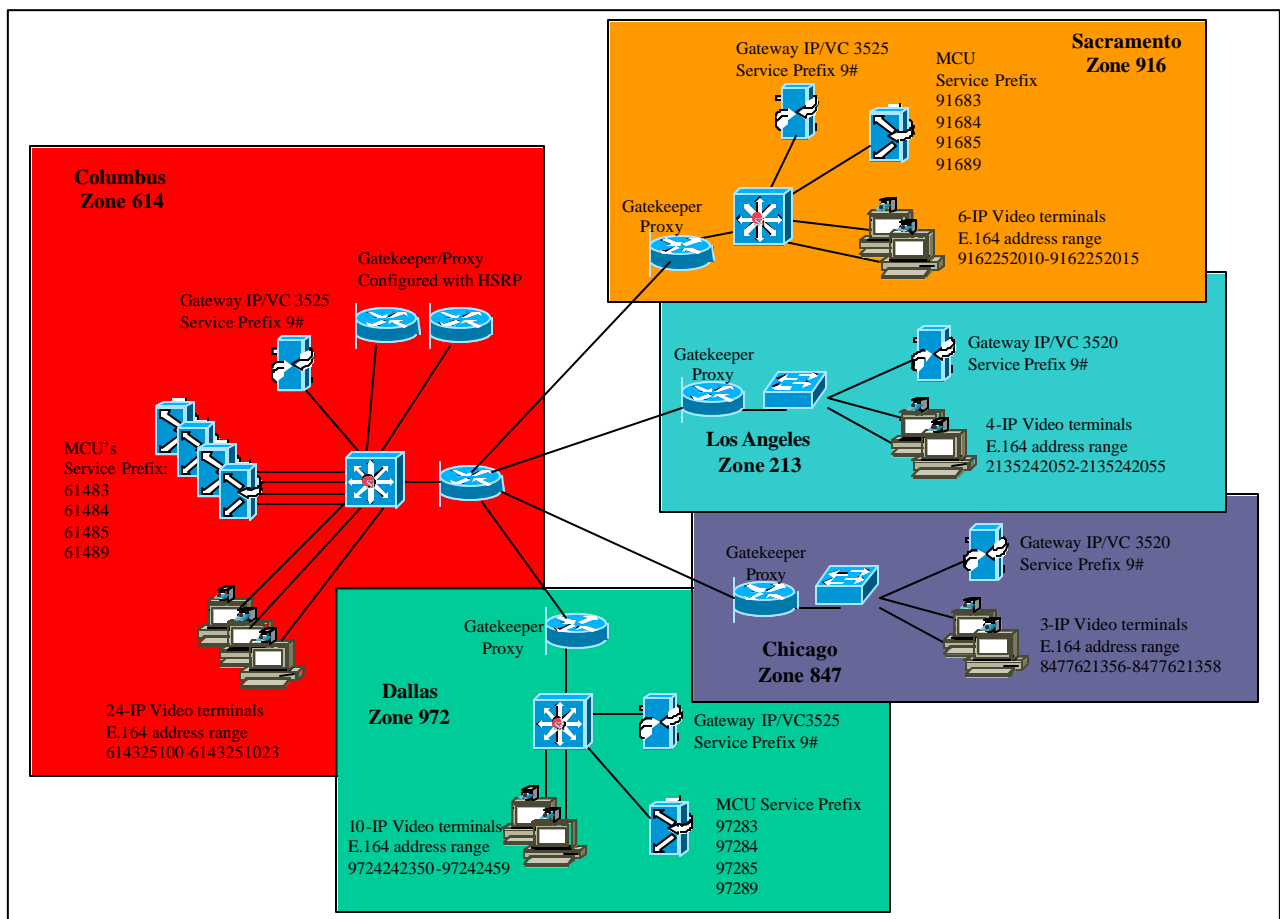 Sacramento
Zone 916
Gateway IP/VC 3525
Service Prefix 9#
MCU
Service Prefix
91683
91684
91685
91689
Gatekeeper
Proxy
6-IP Video terminals
E.164 address range
9162252010-9162252015
Columbus
Zone 614
Gatekeeper/Proxy
Configured with HSRP
Gateway IP/VC 3525
Service Prefix 9#
MCU's
Service Prefix:
61483
61484
61485
61489
24-IP Video terminals
E.164 address range
614325100-6143251023
Gatekeeper
Proxy
Los Angeles
Zone 213
Gateway IP/VC 3520
Service Prefix 9#
4-IP Video terminals
E.164 address range
2135242052-2135242055
Gatekeeper
Proxy
Chicago
Zone 847
Gateway IP/VC 3520
Service Prefix 9#
3-IP Video terminals
E.164 address range
8477621356-8477621358
Gatekeeper
Proxy
Dallas
Zone 972
Gateway IP/VC3525
Service Prefix 9#
10-IP Video terminals
E.164 address range
9724242350-97242459
MCU Service Prefix
97283
97284
97285
97289